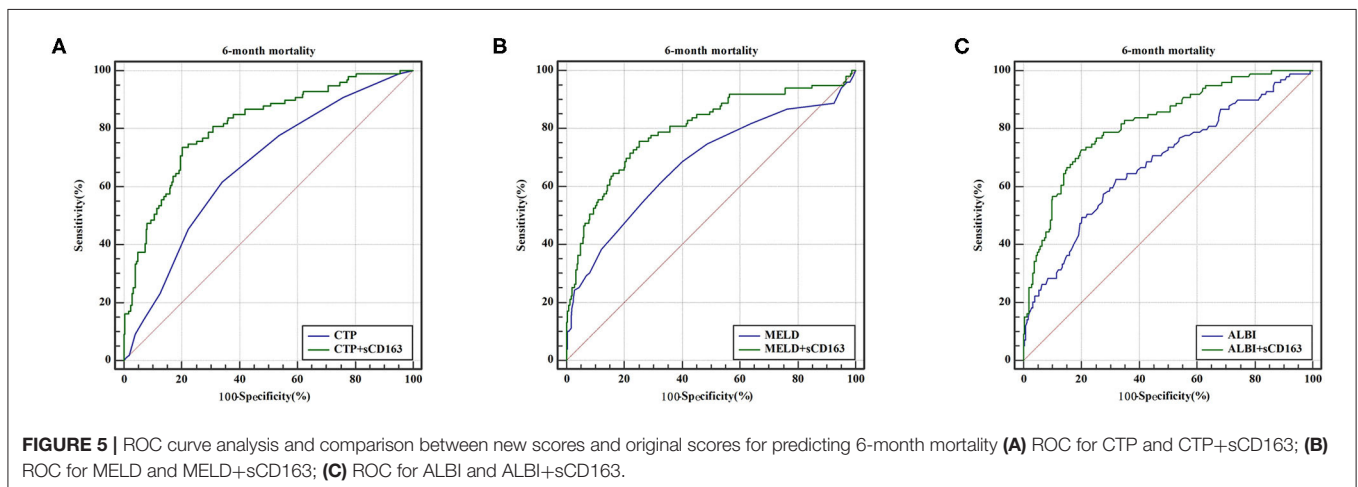 A
6-month mortality
Sensitivity(%)
100
80
60
40
20
0
0 20 40 60 80 100
100-Specificity(%)
CTP
CTP+sCD163
B
6-month mortality
Sensitivity(%)
100
80
60
40
20
0
0 20 40 60 80 100
100-Specificity(%)
MELD
MELD+sCD163
C
6-month mortality
Sensitivity(%)
100
80
60
40
20
0
0 20 40 60 80 100
100-Specificity(%)
ALBI
ALBI+sCD163
FIGURE 5 | ROC curve analysis and comparison between new scores and original scores for predicting 6-month mortality (A) ROC for CTP and CTP+sCD163; (B)
ROC for MELD and MELD+sCD163; (C) ROC for ALBI and ALBI+sCD163.